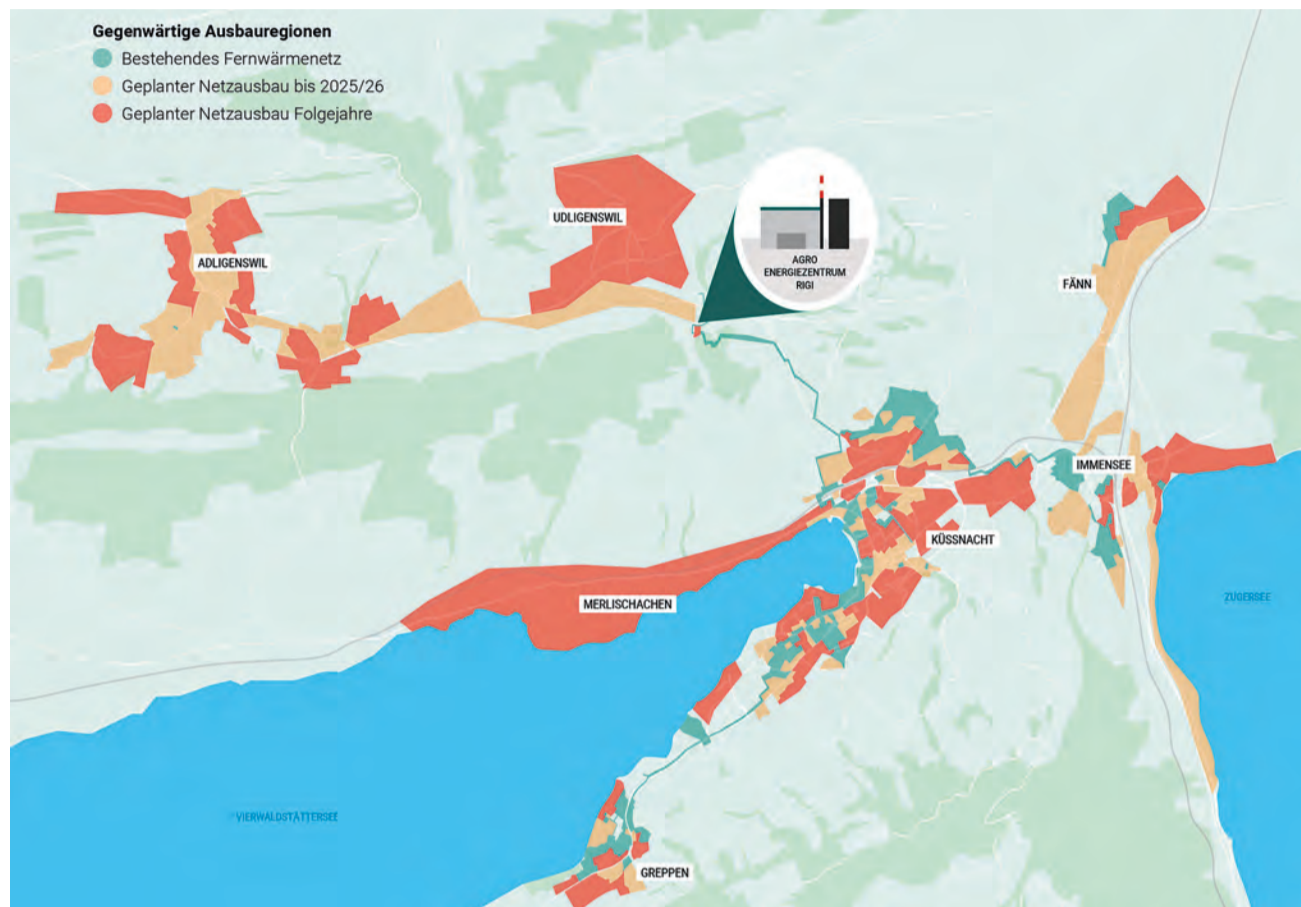 Gegenwärtige Ausbauregionen
Bestehendes Fernwärmenetz
Geplanter Netzausbau bis 2025/26
Geplanter Netzausbau Folgejahre
UDLIGENSWIL
ADLIGENSWIL
AGRO
ENERGIEZENTRUM
RIGI
FÄNN
IMMENSEE
KÜSSNACHT
MERLISCHACHEN
ZUGERSEE
VIERWALDSTÄTTERSEE
GREPPEN